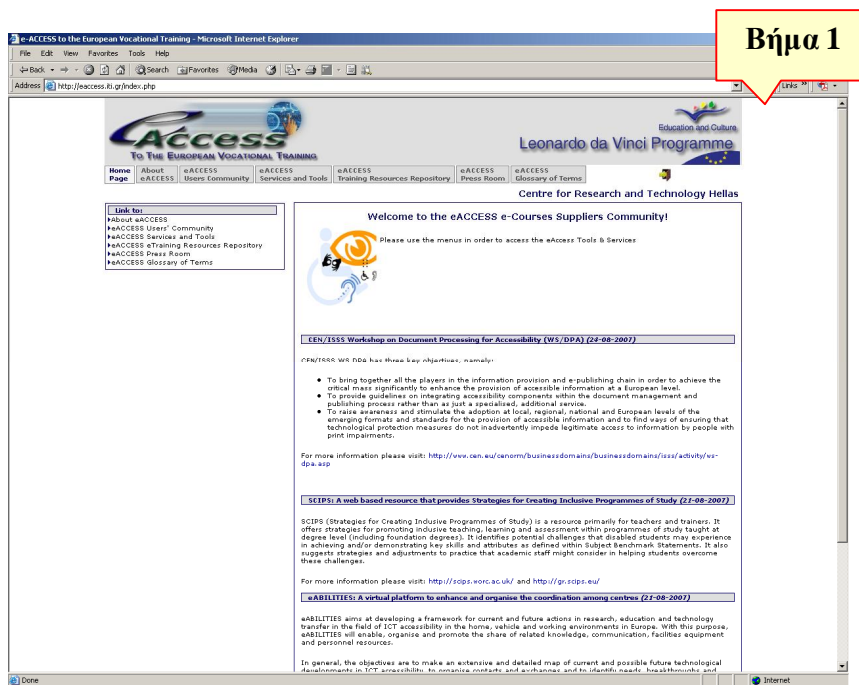 Βήμα 1
e-ACCESS to the European Vocational Training - Microsoft Internet Explorer
File Edit View Favorites Tools Help
Back Search Favorites Media
Address http://eaccess.iti.gr/index.php Links »
eAccess
TO THE EUROPEAN VOCATIONAL TRAINING
Education and Culture
Leonardo da Vinci Programme
Home Page
About eACCESS
eACCESS Users Community
eACCESS Services and Tools
eACCESS Training Resources Repository
eACCESS Press Room
eACCESS Glossary of Terms
Centre for Research and Technology Hellas
Link to:
About eACCESS
eACCESS Users' Community
eACCESS Services and Tools
eACCESS eTraining Resources Repository
eACCESS Press Room
eACCESS Glossary of Terms
Welcome to the eACCESS e-Courses Suppliers Community!
Please use the menus in order to access the eAccess Tools & Services
CEN/ISSS Workshop on Document Processing for Accessibility (WS/DPA) (24-08-2007)
CEN/ISSS WS DPA has three key objectives, namely:
• To bring together all the players in the information provision and e-publishing chain in order to achieve the
critical mass significantly to enhance the provision of accessible information at a European level.
• To provide guidelines on integrating accessibility components within the document management and
publishing process rather than as just a specialised, additional service.
• To raise awareness and stimulate the adoption at local, regional, national and European levels of the
emerging formats and standards for the provision of accessible information and to find ways of ensuring that
technological protection measures do not inadvertently impede legitimate access to information by people with
print impairments.
For more information please visit: http://www.cen.eu/cenorm/businessdomains/businessdomains/isss/activity/ws-
dpa.asp
SCIPS: A web based resource that provides Strategies for Creating Inclusive Programmes of Study (21-08-2007)
SCIPS (Strategies for Creating Inclusive Programmes of Study) is a resource primarily for teachers and trainers. It
offers strategies for promoting inclusive teaching, learning and assessment within programmes of study taught at
degree level (including foundation degrees). It identifies potential challenges that disabled students may experience
in achieving and/or demonstrating key skills and attributes as defined within Subject Benchmark Statements. It also
suggests strategies and adjustments to practice that academic staff might consider in helping students overcome
these challenges.
For more information please visit: http://scips.worc.ac.uk/ and http://gr.scips.eu/
eABILITIES: A virtual platform to enhance and organise the coordination among centres (21-08-2007)
eABILITIES aims at developing a framework for current and future actions in research, education and technology
transfer in the field of ICT accessibility in the home, vehicle and working environments in Europe. With this purpose,
eABILITIES will enable, organise and promote the share of related knowledge, communication, facilities equipment
and personnel resources.
In general, the objectives are to make an extensive and detailed map of current and possible future technological
developments in ICT accessibility, to organise contacts and exchanges and to identify needs, breakthroughs and
Done Internet